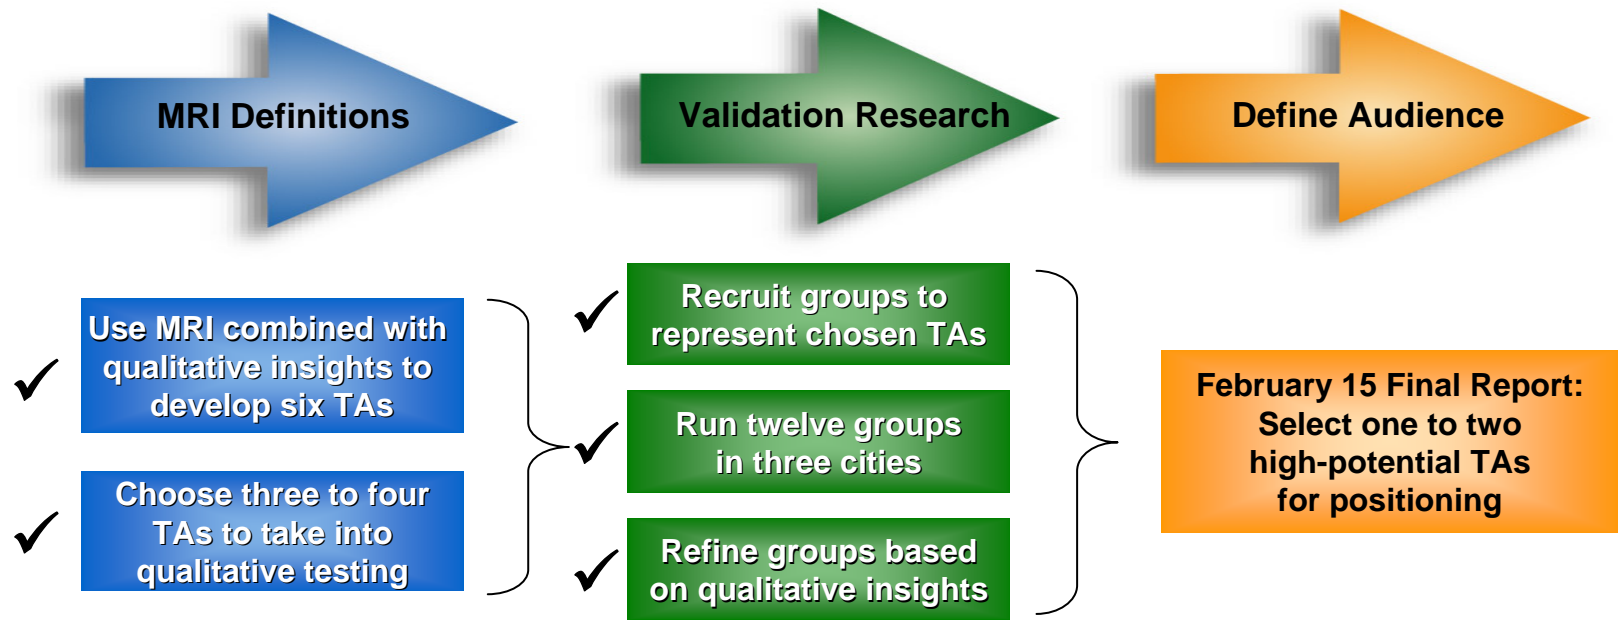 MRI Definitions
Validation Research
Define Audience
Use MRI combined with
qualitative insights to
develop six TAs
Choose three to four
TAs to take into
qualitative testing
Recruit groups to
represent chosen TAs
Run twelve groups
in three cities
Refine groups based
on qualitative insights
February 15 Final Report:
Select one to two
high-potential TAs
for positioning